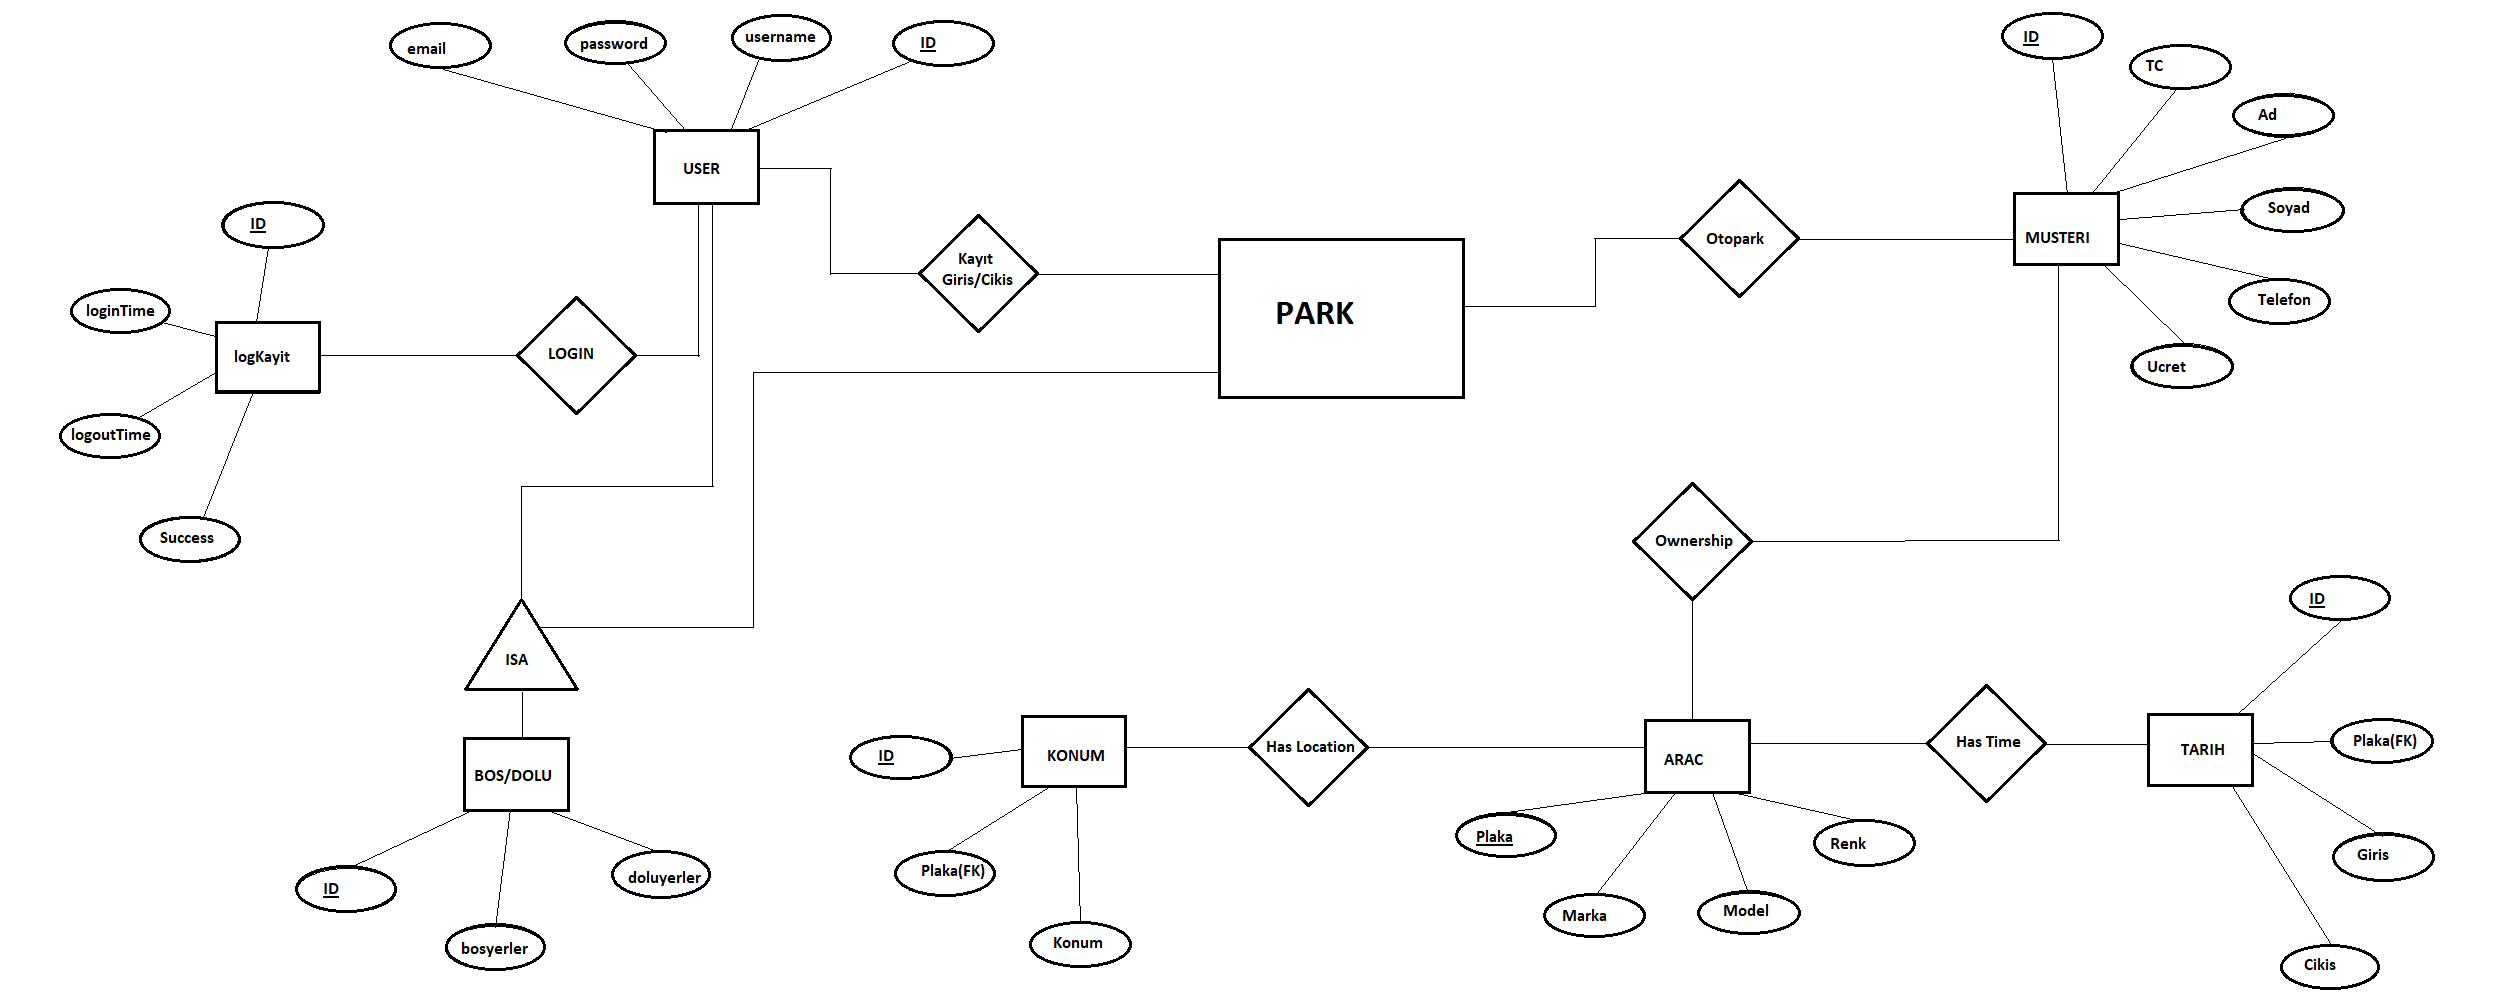 email
password
username
ID
USER
ID
TC
Ad
Soyad
Telefon
Ucret
MUSTERI
Otopark
Kayıt
Giris/Cikis
PARK
ID
loginTime
logKayit
logoutTime
Success
LOGIN
ISA
BOS/DOLU
ID
bosyerler
doluyerler
Ownership
KONUM
ID
Plaka(FK)
Konum
Has Location
ARAC
Plaka
Marka
Model
Renk
Has Time
TARIH
ID
Plaka(FK)
Giris
Cikis